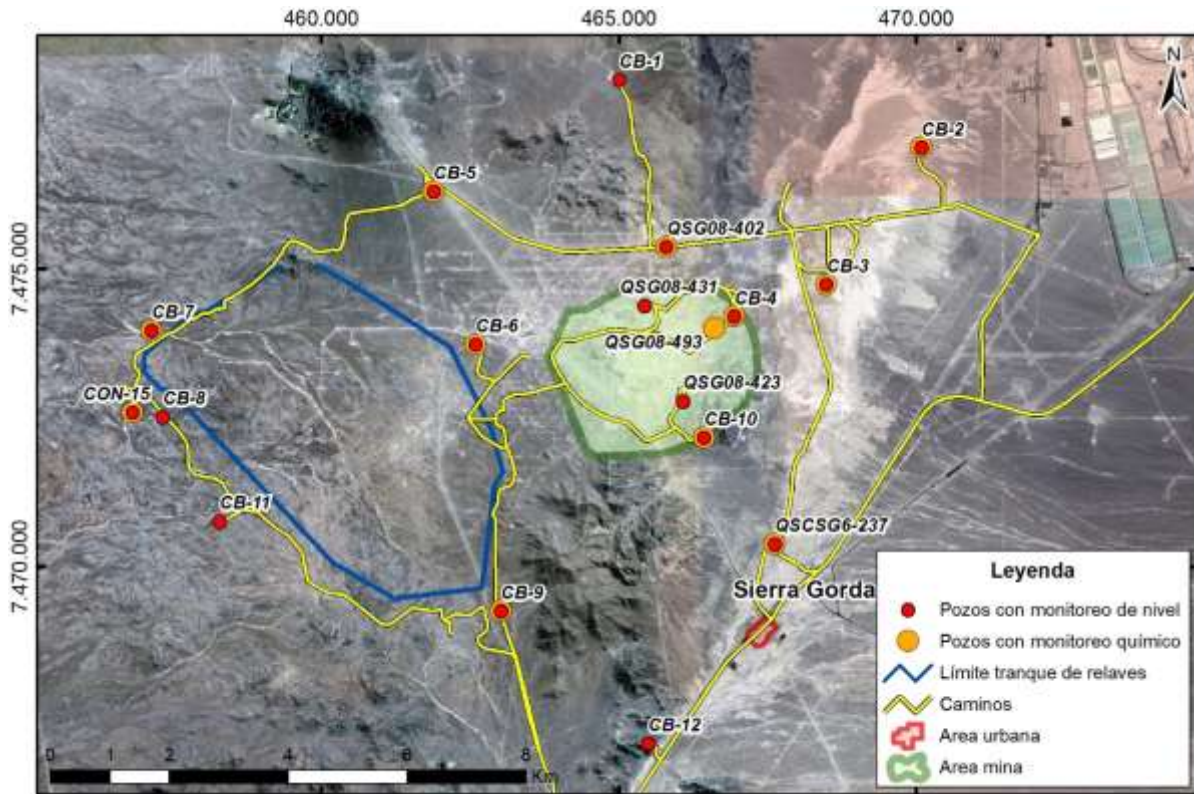 460.000
465.000
470.000
N
CB-1
CB-2
CB-5
QSG08-402
7.475.000
CB-3
QSG08-431
CB-4
CB-7
CB-6
QSG08-493
QSG08-423
CON-15
CB-8
CB-10
CB-11
QSCSG6-237
7.470.000
CB-9
Sierra Gorda
CB-12
0 1 2 4 6 8
Km
Leyenda
Pozos con monitoreo de nivel
Pozos con monitoreo químico
Límite tranque de relaves
Caminos
Area urbana
Area mina